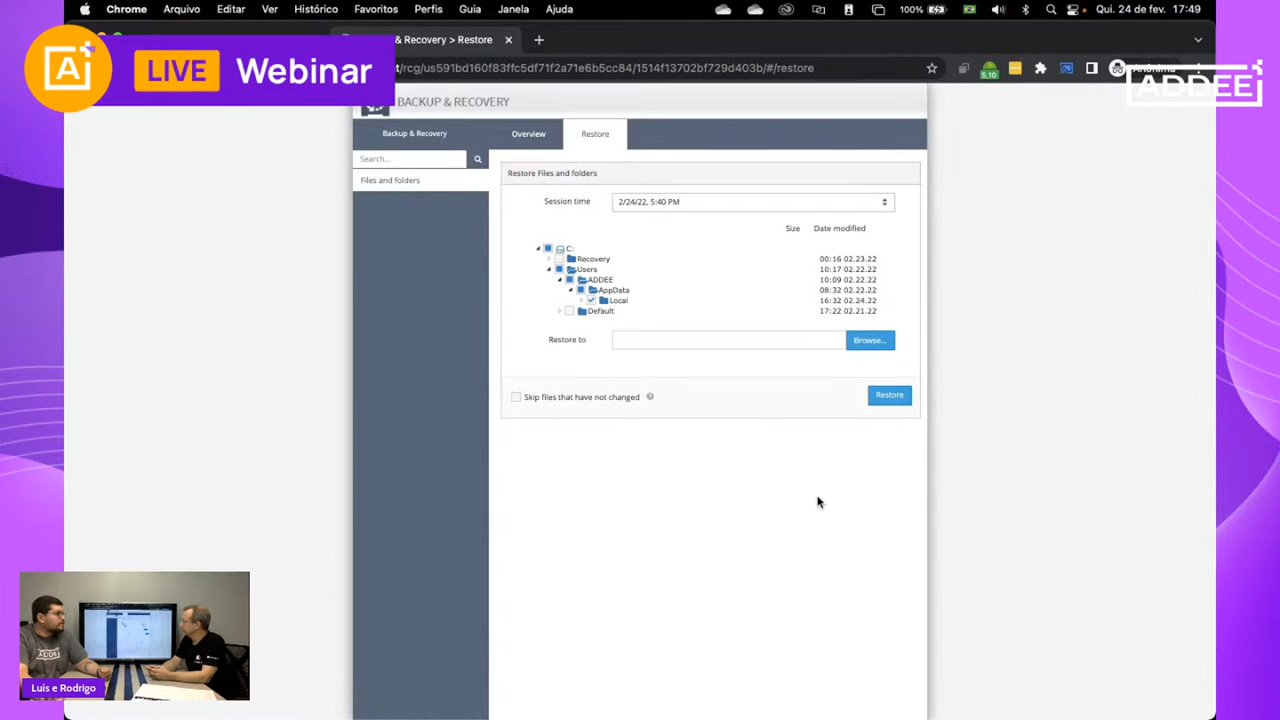 Chrome Arquivo Editar Ver Histórico Favoritos Perfis Guia Janela Ajuda 100% Qui. 24 de fev. 17:49
LIVE Webinar
& Recovery > Restore
/rcg/us591bd160f83ff5c5df71f2a71e6b5cc84/1514f13702bf729d403b/#/restore
5,10
ADDEE
BACKUP & RECOVERY
Backup & Recovery Overview Restore
Search...
Files and folders
Restore Files and folders
Session time 2/24/22, 5:40 PM
Size Date modified
C:
Recovery 00:16 02.23.22
Users 10:17 02.22.22
ADDEE 10:09 02.22.22
AppData 08:32 02.22.22
Local 16:32 02.24.22
Default 17:22 02.21.22
Restore to Browse...
Skip files that have not changed Restore
ADDEE
Luís e Rodrigo